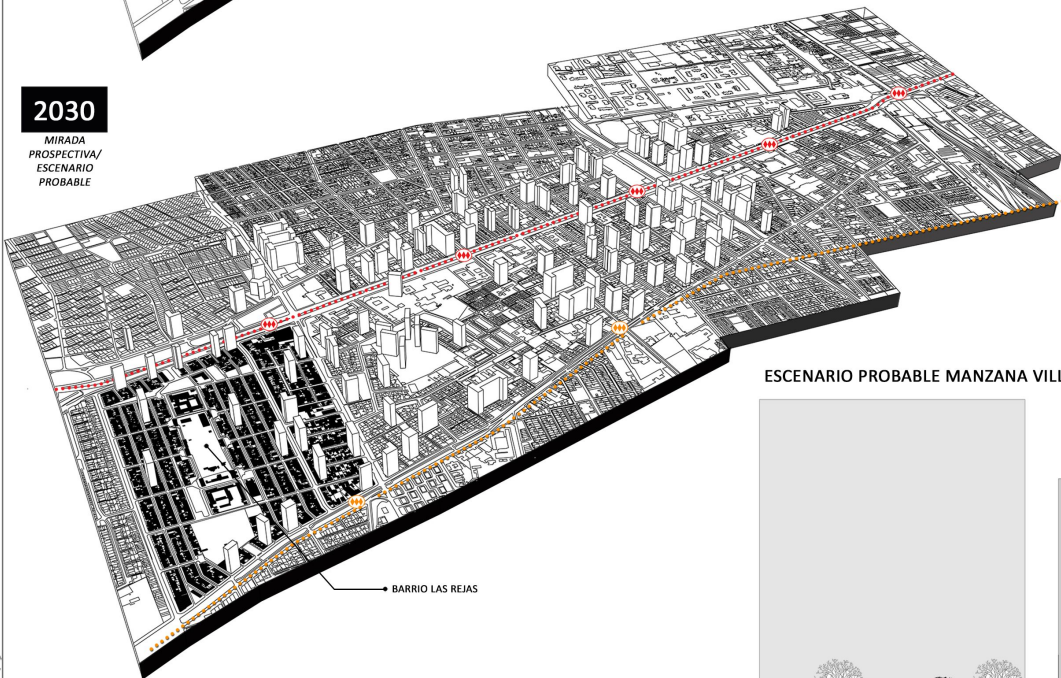 2030
MIRADA
PROSPECTIVA/
ESCENARIO
PROBABLE
ESCENARIO PROBABLE MANZANA VILL
BARRIO LAS REJAS